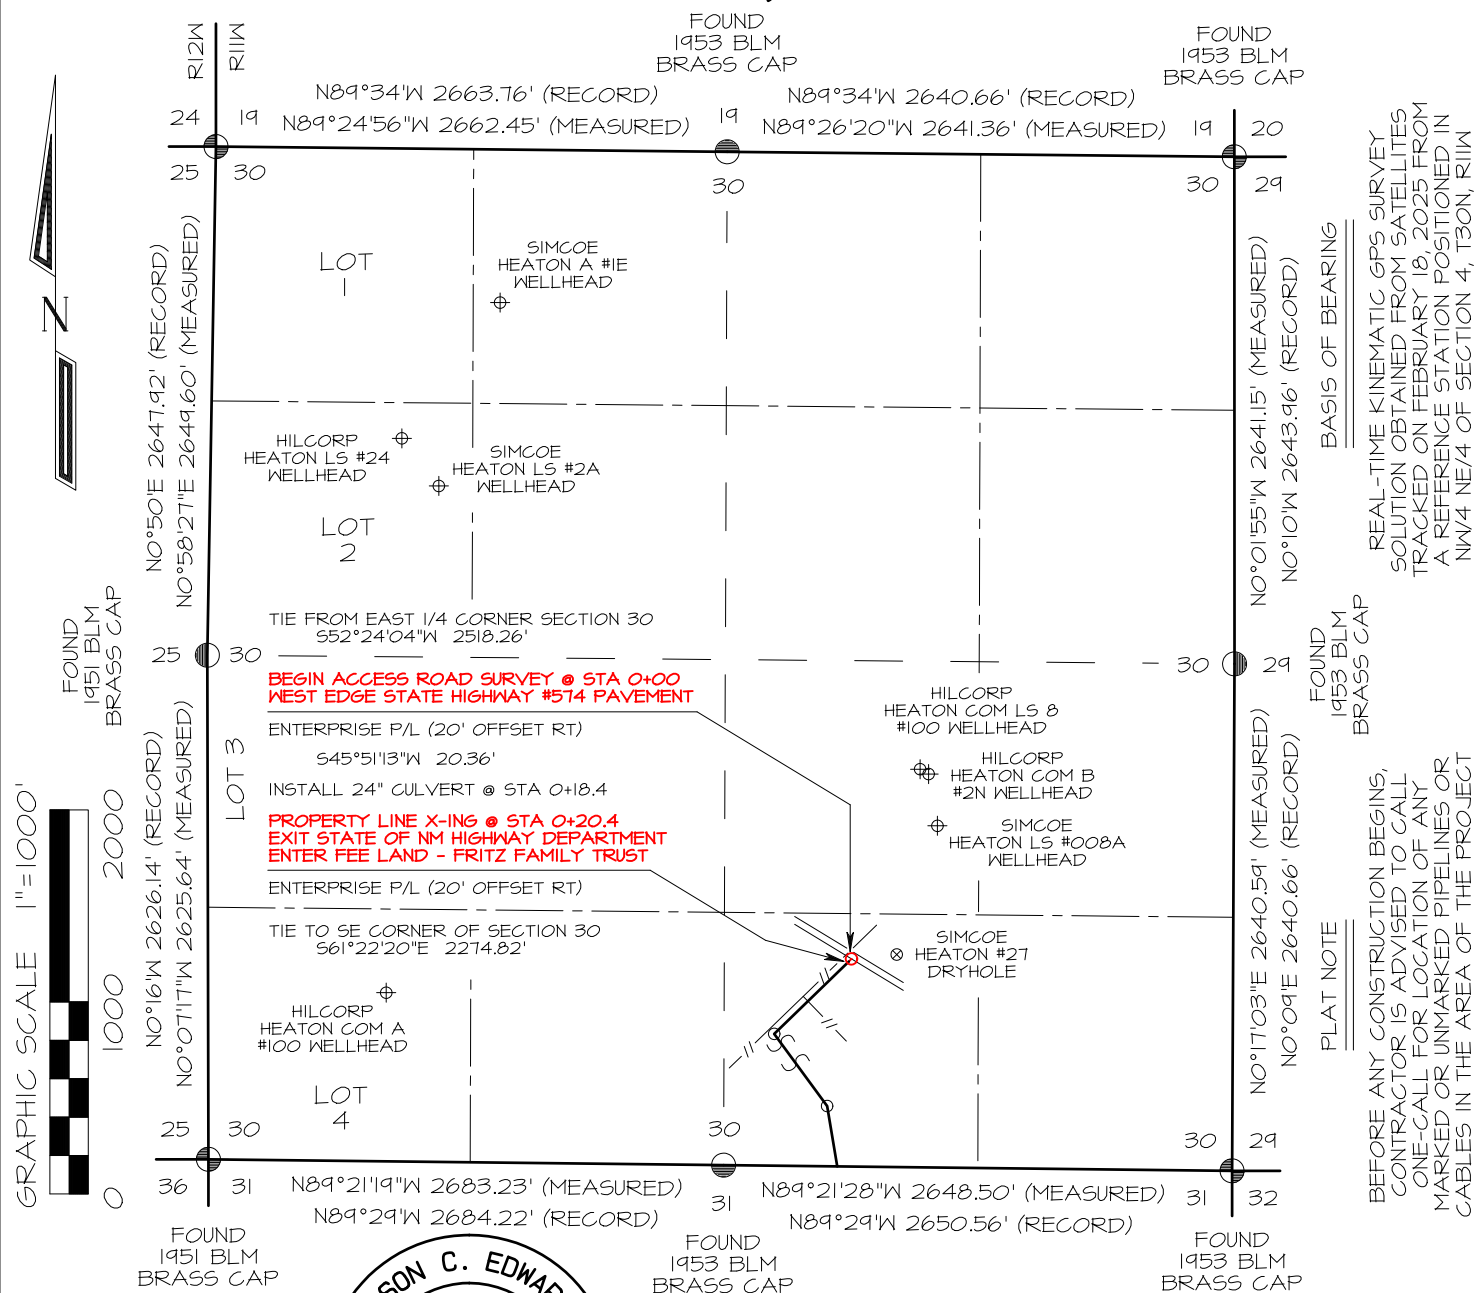 FOUND
1953 BLM
BRASS CAP
FOUND
1953 BLM
BRASS CAP
R12W
R11W
N89°34'W 2663.76' (RECORD)
N89°34'W 2640.66' (RECORD)
24 19
N89°24'56"W 2662.45' (MEASURED)
19
N89°26'20"W 2641.36' (MEASURED)
19 20
25 30
30
30 29
LOT
1
SIMCOE
HEATON A #1E
WELLHEAD
N0°50'E 2647.92' (RECORD)
N0°58'27"E 2649.60' (MEASURED)
N0°01'55"W 2641.15' (MEASURED)
N0°10'W 2643.96' (RECORD)
BASIS OF BEARING
REAL-TIME KINEMATIC GPS SURVEY
SOLUTION OBTAINED FROM SATELLITES
TRACKED ON FEBRUARY 18, 2025 FROM
A REFERENCE STATION POSITIONED IN
NW/4 NE/4 OF SECTION 4, T30N, R11W
N
HILCORP
HEATON LS #24
WELLHEAD
SIMCOE
HEATON LS #2A
WELLHEAD
LOT
2
FOUND
1951 BLM
BRASS CAP
TIE FROM EAST 1/4 CORNER SECTION 30
S52°24'04"W 2518.26'
25 30
30 29
FOUND
1953 BLM
BRASS CAP
BEGIN ACCESS ROAD SURVEY @ STA 0+00
WEST EDGE STATE HIGHWAY #574 PAVEMENT
ENTERPRISE P/L (20' OFFSET RT)
S45°51'13"W 20.36'
INSTALL 24" CULVERT @ STA 0+18.4
PROPERTY LINE X-ING @ STA 0+20.4
EXIT STATE OF NM HIGHWAY DEPARTMENT
ENTER FEE LAND - FRITZ FAMILY TRUST
ENTERPRISE P/L (20' OFFSET RT)
TIE TO SE CORNER OF SECTION 30
S61°22'20"E 2274.82'
LOT 3
HILCORP
HEATON COM LS 8
#100 WELLHEAD
HILCORP
HEATON COM B
#2N WELLHEAD
SIMCOE
HEATON LS #008A
WELLHEAD
SIMCOE
HEATON #27
DRYHOLE
N0°16'W 2626.14' (RECORD)
N0°07'17"W 2625.64' (MEASURED)
N0°17'03"E 2640.59' (MEASURED)
N0°09'E 2640.66' (RECORD)
PLAT NOTE
BEFORE ANY CONSTRUCTION BEGINS,
CONTRACTOR IS ADVISED TO CALL
ONE-CALL FOR LOCATION OF ANY
MARKED OR UNMARKED PIPELINES OR
CABLES IN THE AREA OF THE PROJECT
GRAPHIC SCALE 1"=1000'
0 1000 2000
HILCORP
HEATON COM A
#100 WELLHEAD
LOT
4
25 30
30
30 29
36 31
N89°21'19"W 2683.23' (MEASURED)
31
N89°21'28"W 2648.50' (MEASURED)
31 32
N89°29'W 2684.22' (RECORD)
N89°29'W 2650.56' (RECORD)
FOUND
1951 BLM
BRASS CAP
FOUND
1953 BLM
BRASS CAP
FOUND
1953 BLM
BRASS CAP
SON C. EDWAR